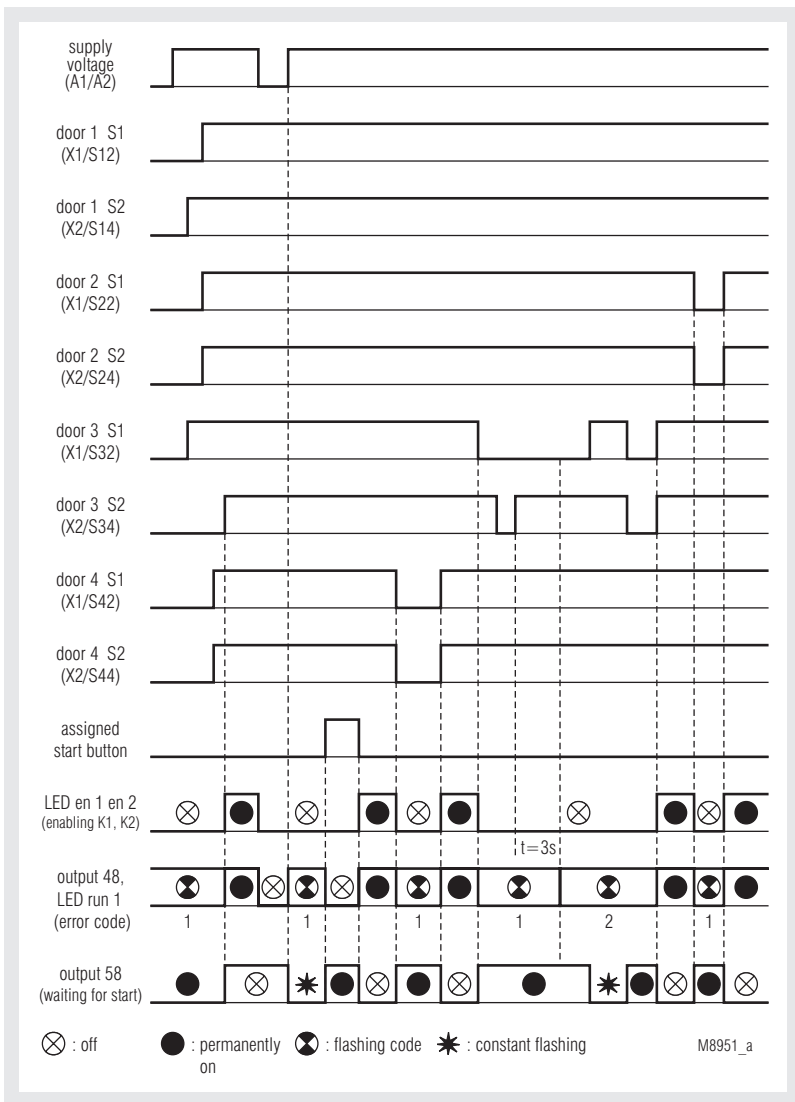 supply
voltage
(A1/A2)
door 1 S1
(X1/S12)
door 1 S2
(X2/S14)
door 2 S1
(X1/S22)
door 2 S2
(X2/S24)
door 3 S1
(X1/S32)
door 3 S2
(X2/S34)
door 4 S1
(X1/S42)
door 4 S2
(X2/S44)
assigned
start button
LED en 1 en 2
(enabling K1, K2)
t=3s
output 48,
LED run 1
(error code)
1 1 1 1 2 1
output 58
(waiting for start)
: off
: permanently
on
: flashing code
: constant flashing
M8951_a